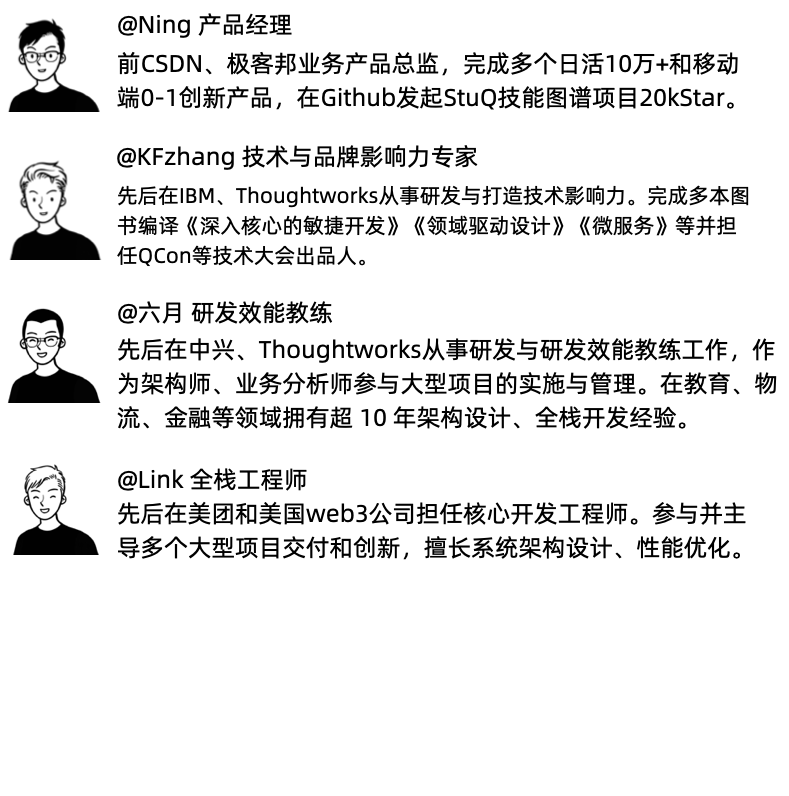 @Ning 产品经理
前CSDN、极客邦业务产品总监，完成多个日活10万+和移动
端0-1创新产品，在Github发起StuQ技能图谱项目20kStar。
@KFzhang 技术与品牌影响力专家
先后在IBM、Thoughtworks从事研发与打造技术影响力。完成多本图
书编译《深入核心的敏捷开发》《领域驱动设计》《微服务》等并担
任QCon等技术大会出品人。
@六月 研发效能教练
先后在中兴、Thoughtworks从事研发与研发效能教练工作，作
为架构师、业务分析师参与大型项目的实施与管理。在教育、物
流、金融等领域拥有超 10 年架构设计、全栈开发经验。
@Link 全栈工程师
先后在美团和美国web3公司担任核心开发工程师。参与并主
导多个大型项目交付和创新，擅长系统架构设计、性能优化。